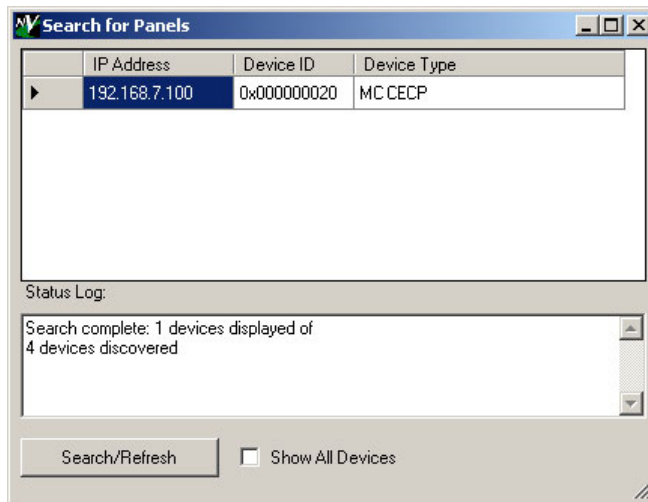 NV Search for Panels
IP Address Device ID Device Type
192.168.7.100 0x000000020 MC CECP
Status Log:
Search complete: 1 devices displayed of
4 devices discovered
Search/Refresh Show All Devices